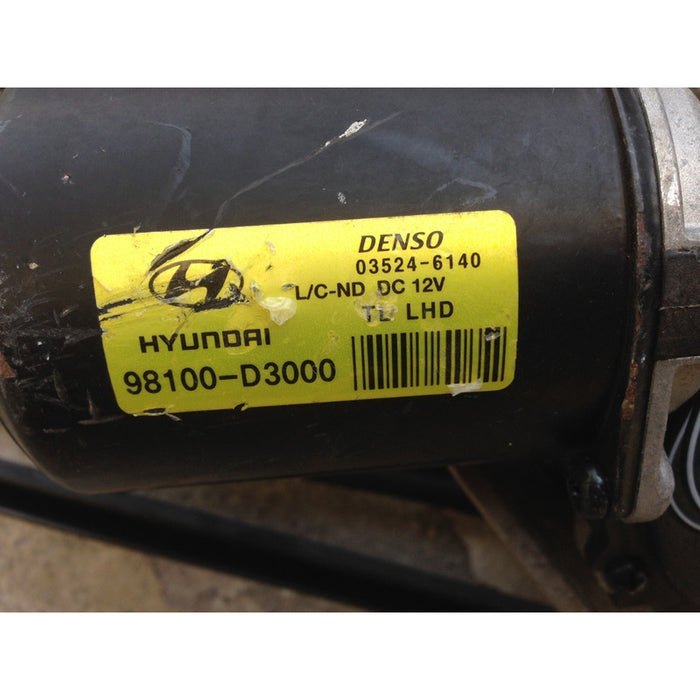 HYUNDAI
98100-D3000
DENSO
03524-6140
L/C-ND DC 12V
TL LHD